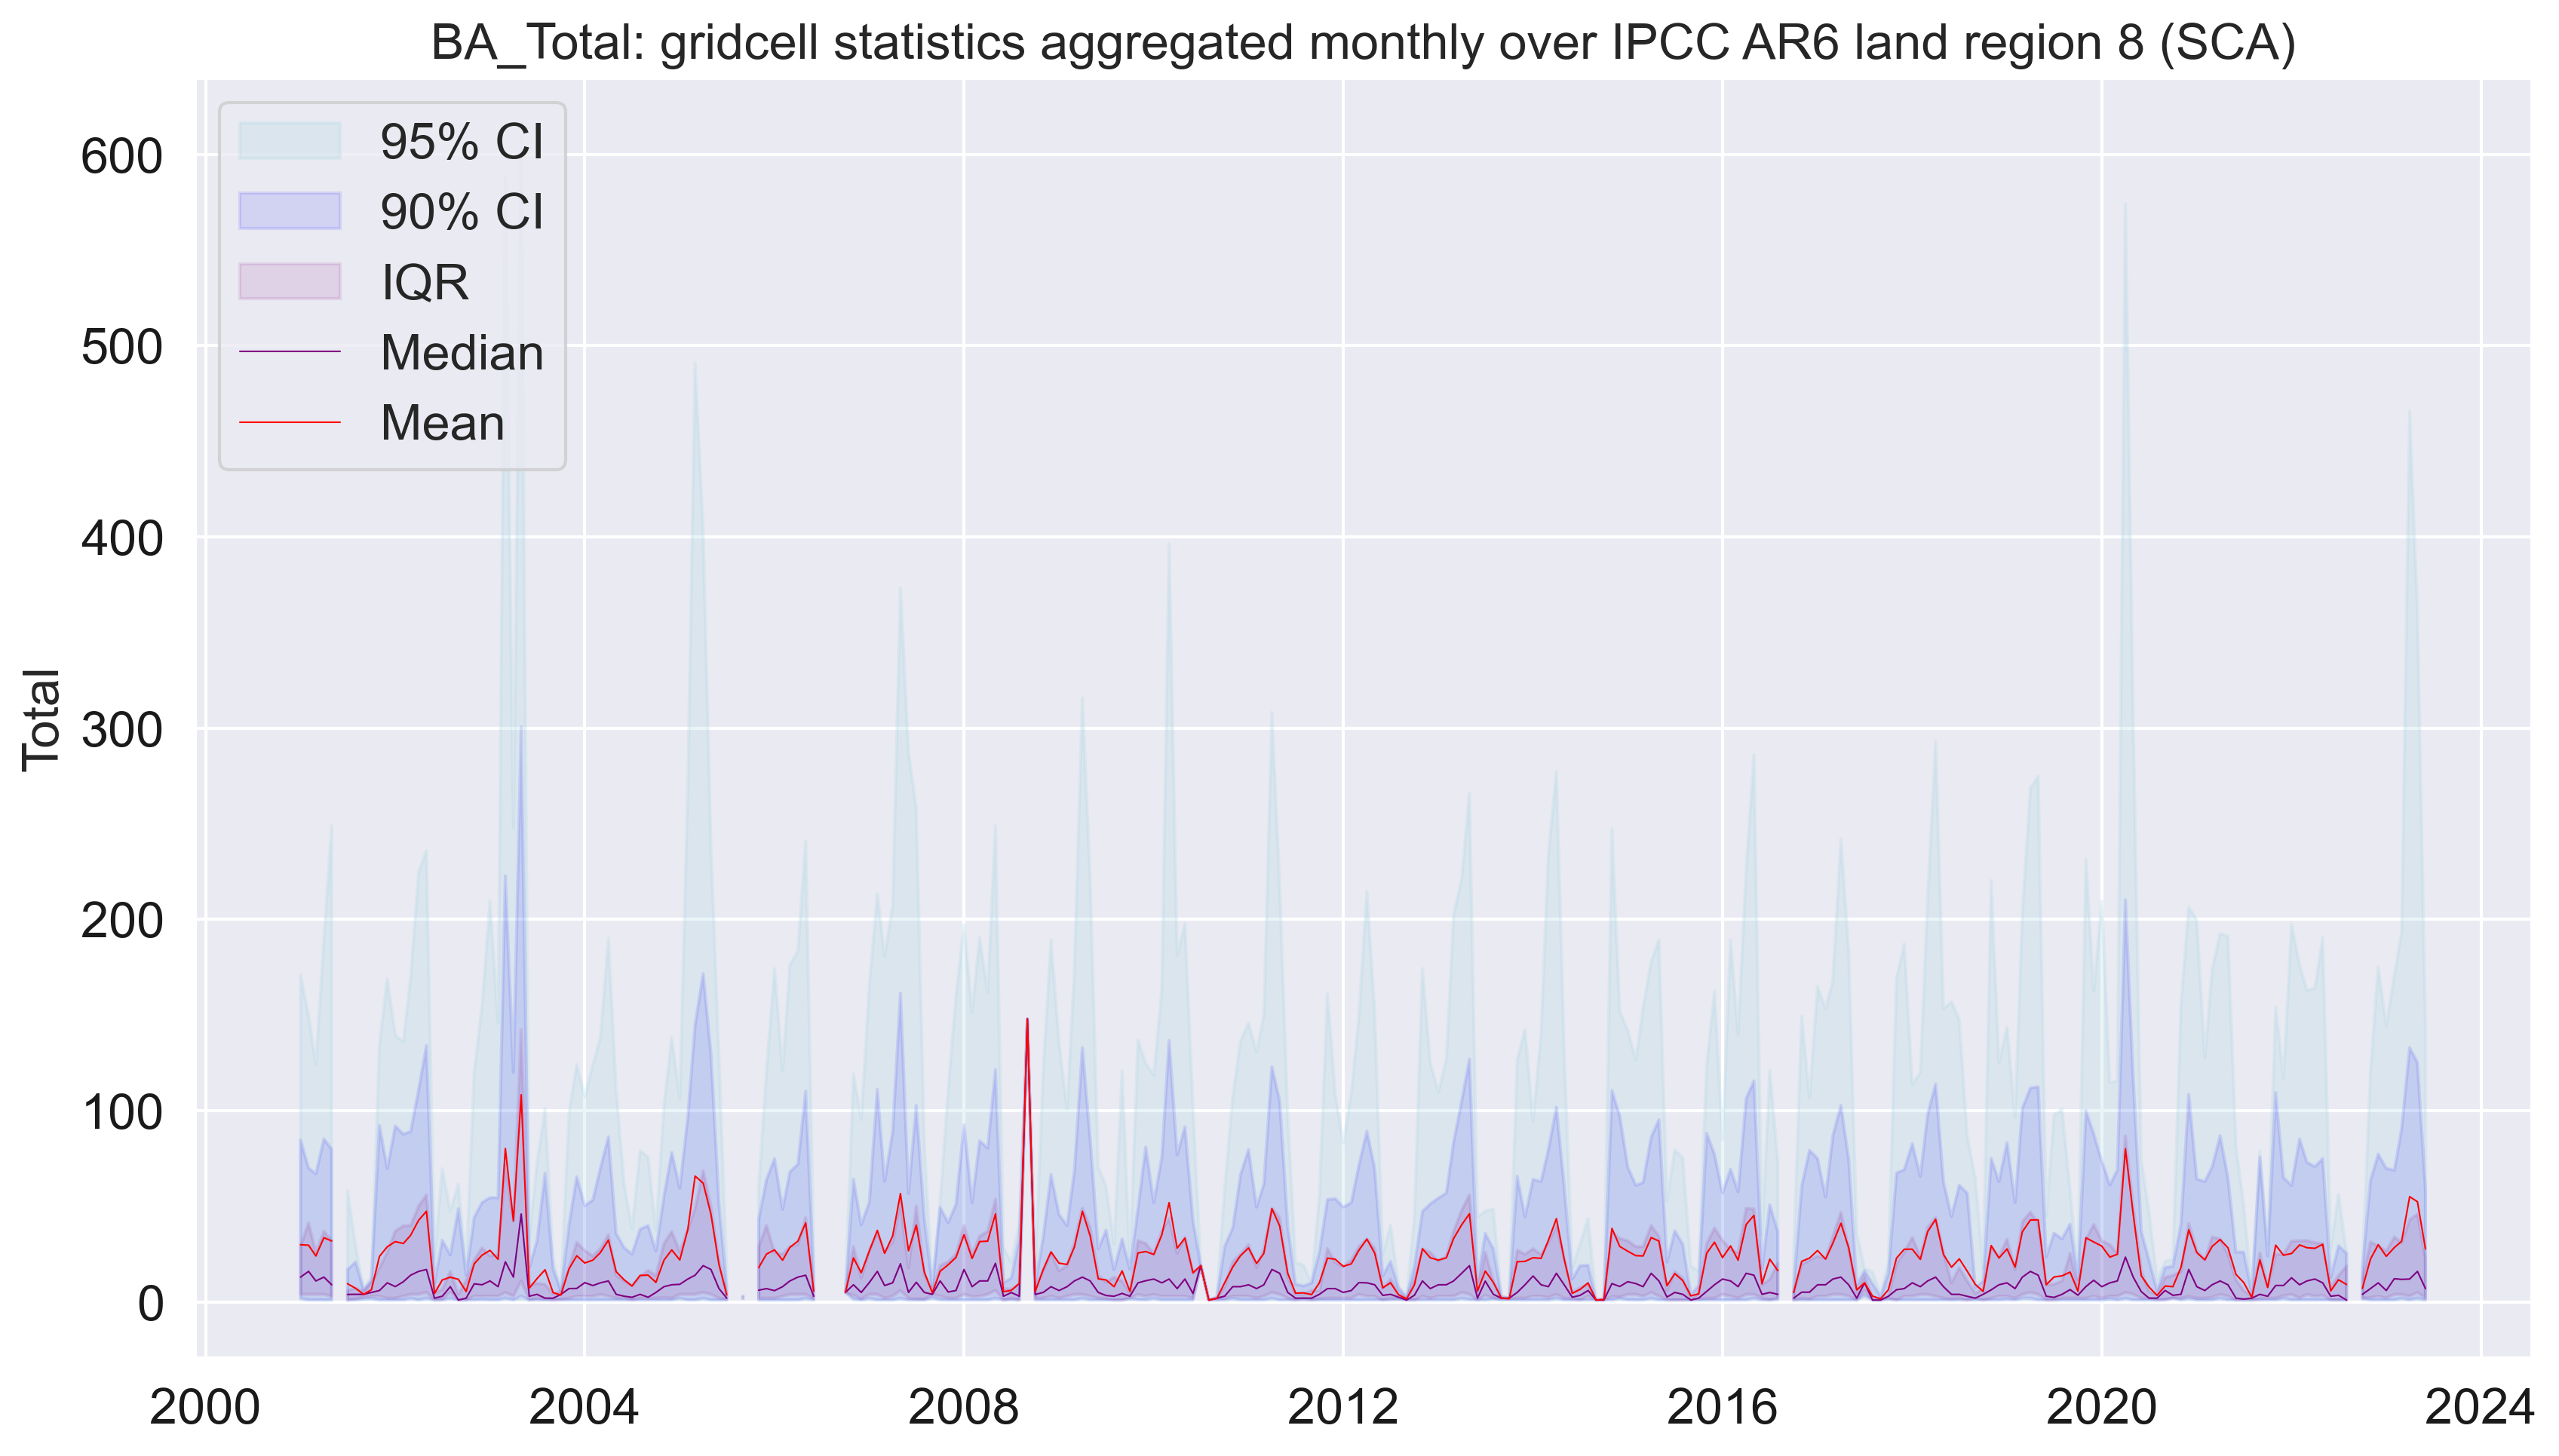 BA_Total: gridcell statistics aggregated monthly over IPCC AR6 land region 8 (SCA)
95% CI
90% CI
IQR
Median
Mean
Total
600
500
400
300
200
100
0
2000
2004
2008
2012
2016
2020
2024